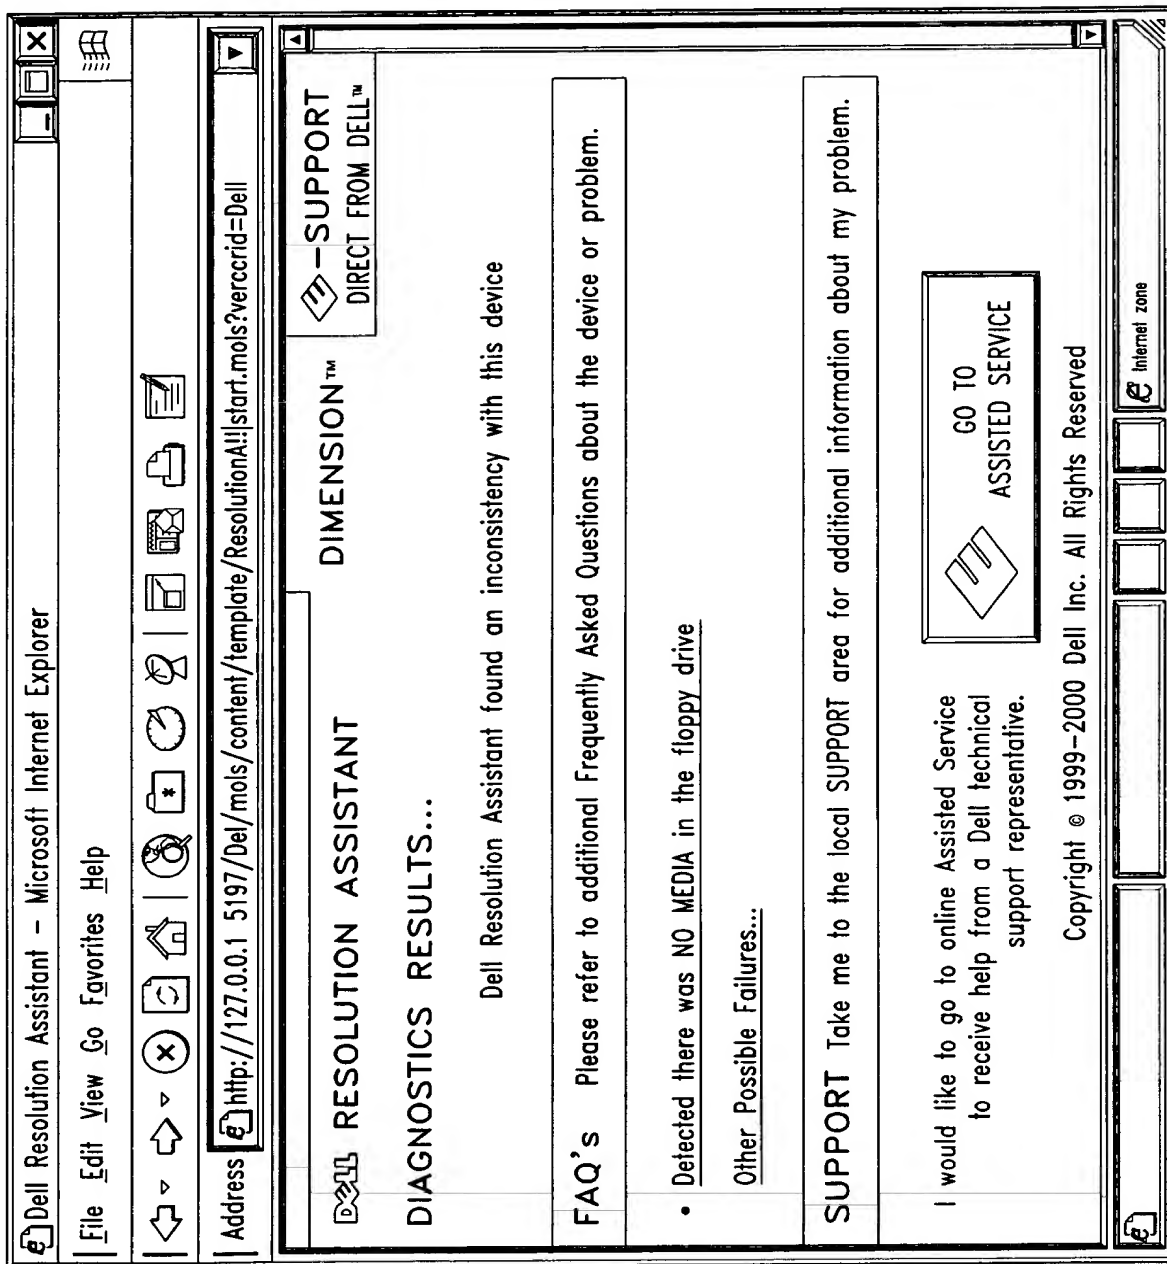 Dell Resolution Assistant – Microsoft Internet Explorer
File Edit View Go Favorites Help
Address http://127.0.0.1 5197/Del/mols/content/template/ResolutionA!!|start.mols?verccrid=Dell
DELL RESOLUTION ASSISTANT DIMENSION™
E-SUPPORT
DIRECT FROM DELL™
DIAGNOSTICS RESULTS...
Dell Resolution Assistant found an inconsistency with this device
FAQ's Please refer to additional Frequently Asked Questions about the device or problem.
• Detected there was NO MEDIA in the floppy drive
Other Possible Failures...
SUPPORT Take me to the local SUPPORT area for additional information about my problem.
I would like to go to online Assisted Service
to receive help from a Dell technical
support representative.
GO TO
ASSISTED SERVICE
Copyright © 1999–2000 Dell Inc. All Rights Reserved
Internet zone